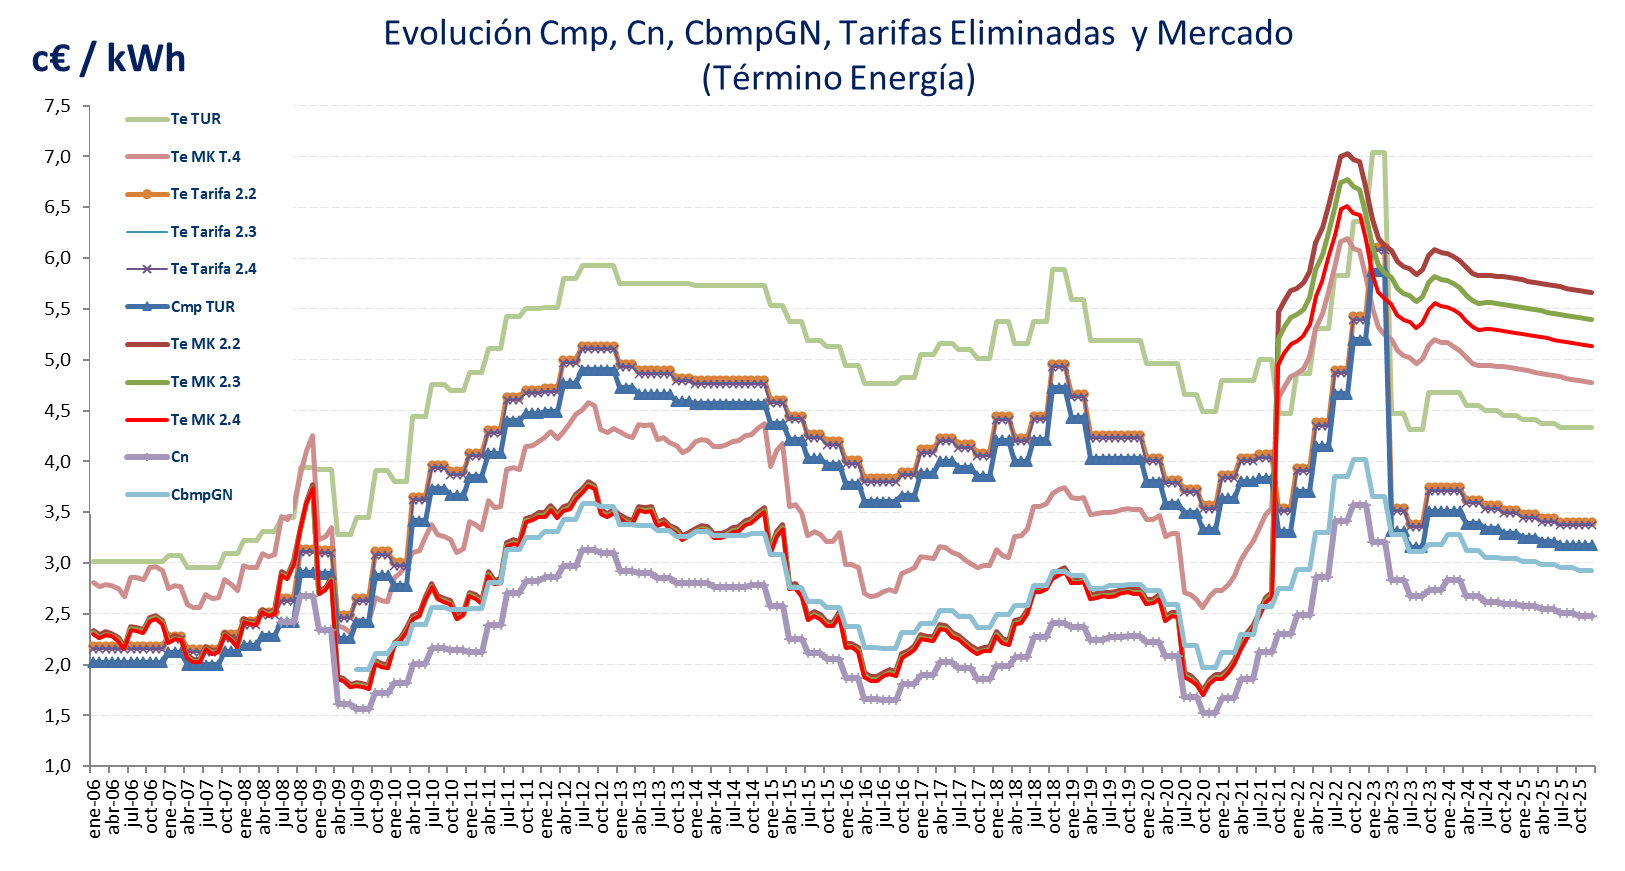 Evolución Cmp, Cn, CbmpGN, Tarifas Eliminadas y Mercado
(Término Energía)
c€ / kWh
7,5
7,0
6,5
6,0
5,5
5,0
4,5
4,0
3,5
3,0
2,5
2,0
1,5
1,0
Te TUR
Te MK T.4
Te Tarifa 2.2
Te Tarifa 2.3
Te Tarifa 2.4
Cmp TUR
Te MK 2.2
Te MK 2.3
Te MK 2.4
Cn
CbmpGN
ene-06
abr-06
jul-06
oct-06
ene-07
abr-07
jul-07
oct-07
ene-08
abr-08
jul-08
oct-08
ene-09
abr-09
jul-09
oct-09
ene-10
abr-10
jul-10
oct-10
ene-11
abr-11
jul-11
oct-11
ene-12
abr-12
jul-12
oct-12
ene-13
abr-13
jul-13
oct-13
ene-14
abr-14
jul-14
oct-14
ene-15
abr-15
jul-15
oct-15
ene-16
abr-16
jul-16
oct-16
ene-17
abr-17
jul-17
oct-17
ene-18
abr-18
jul-18
oct-18
ene-19
abr-19
jul-19
oct-19
ene-20
abr-20
jul-20
oct-20
ene-21
abr-21
jul-21
oct-21
ene-22
abr-22
jul-22
oct-22
ene-23
abr-23
jul-23
oct-23
ene-24
abr-24
jul-24
oct-24
ene-25
abr-25
jul-25
oct-25